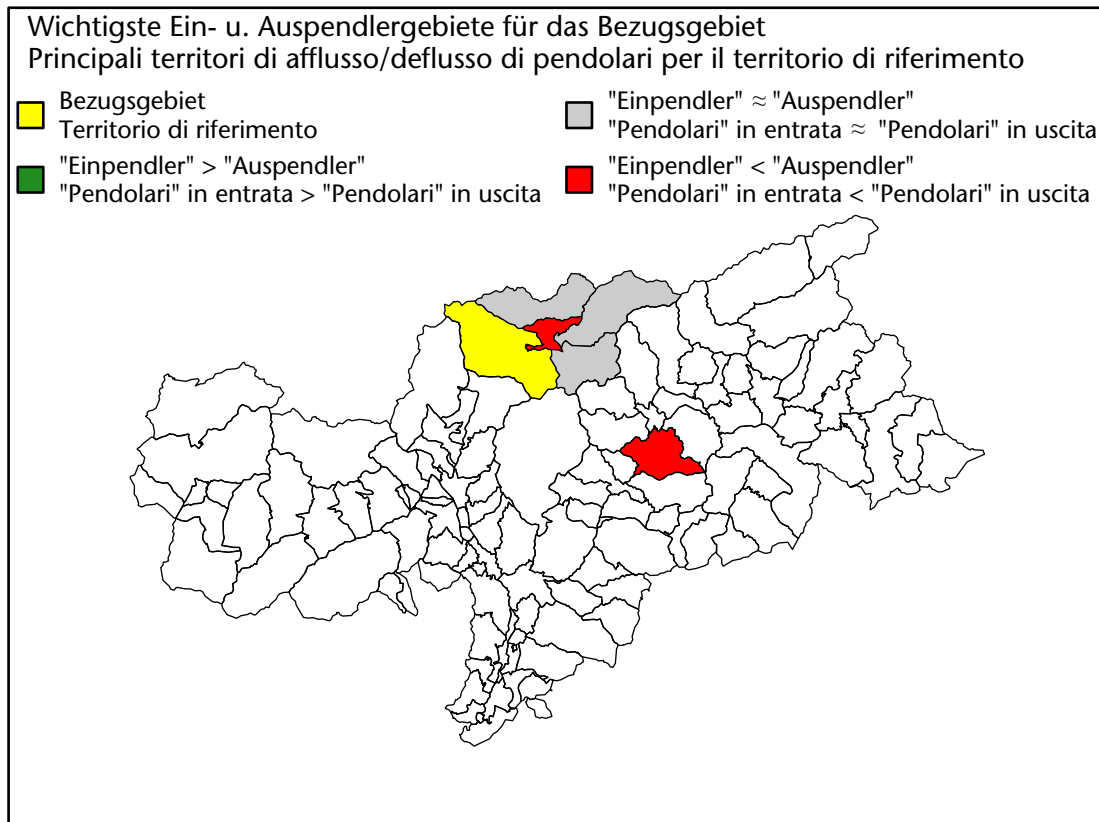 Wichtigste Ein- u. Auspendlergebiete für das Bezugsgebiet
Principali territori di afflusso/deflusso di pendolari per il territorio di riferimento
Bezugsgebiet
Territorio di riferimento
"Einpendler" > "Auspendler"
"Pendolari" in entrata > "Pendolari" in uscita
"Einpendler" ≈ "Auspendler"
"Pendolari" in entrata ≈ "Pendolari" in uscita
"Einpendler" < "Auspendler"
"Pendolari" in entrata < "Pendolari" in uscita